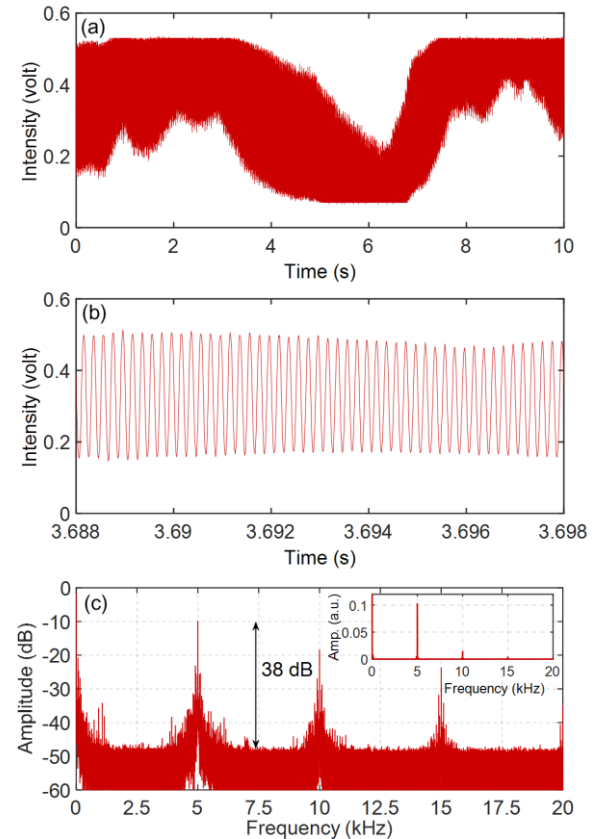 (a)
Intensity (volt)
0.6
0.4
0.2
0
0 2 4 6 8 10
Time (s)
(b)
Intensity (volt)
0.6
0.4
0.2
0
3.688 3.69 3.692 3.694 3.696 3.698
Time (s)
(c)
Amplitude (dB)
0
-10
-20
-30
-40
-50
-60
38 dB
Amp. (a.u.)
0.1
0.05
0
0 5 10 15 20
Frequency (kHz)
0 2.5 5 7.5 10 12.5 15 17.5 20
Frequency (kHz)